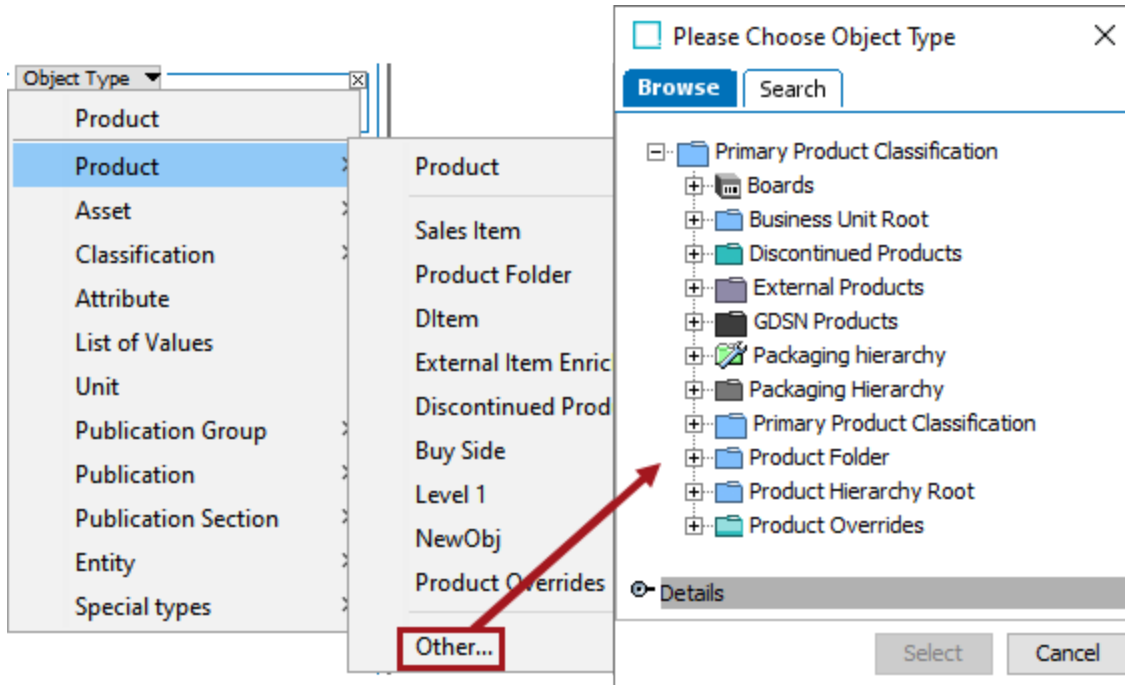 Object Type
Product
Product
Asset
Classification
Attribute
List of Values
Unit
Publication Group
Publication
Publication Section
Entity
Special types
Product
Sales Item
Product Folder
DItem
External Item Enric
Discontinued Prod
Buy Side
Level 1
NewObj
Product Overrides
Other...
Please Choose Object Type
Browse Search
Primary Product Classification
Boards
Business Unit Root
Discontinued Products
External Products
GDSN Products
Packaging hierarchy
Packaging Hierarchy
Primary Product Classification
Product Folder
Product Hierarchy Root
Product Overrides
Details
Select Cancel